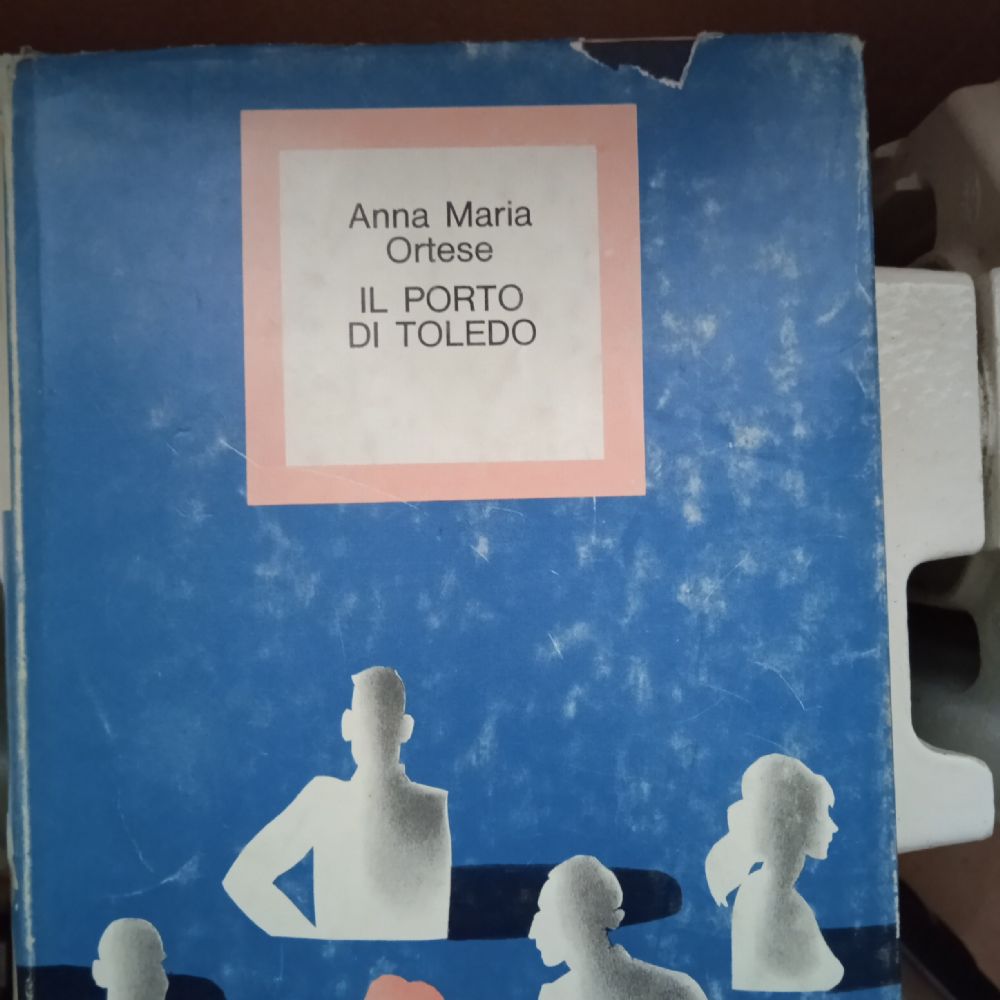 Anna Maria
Ortese
IL PORTO
DI TOLEDO